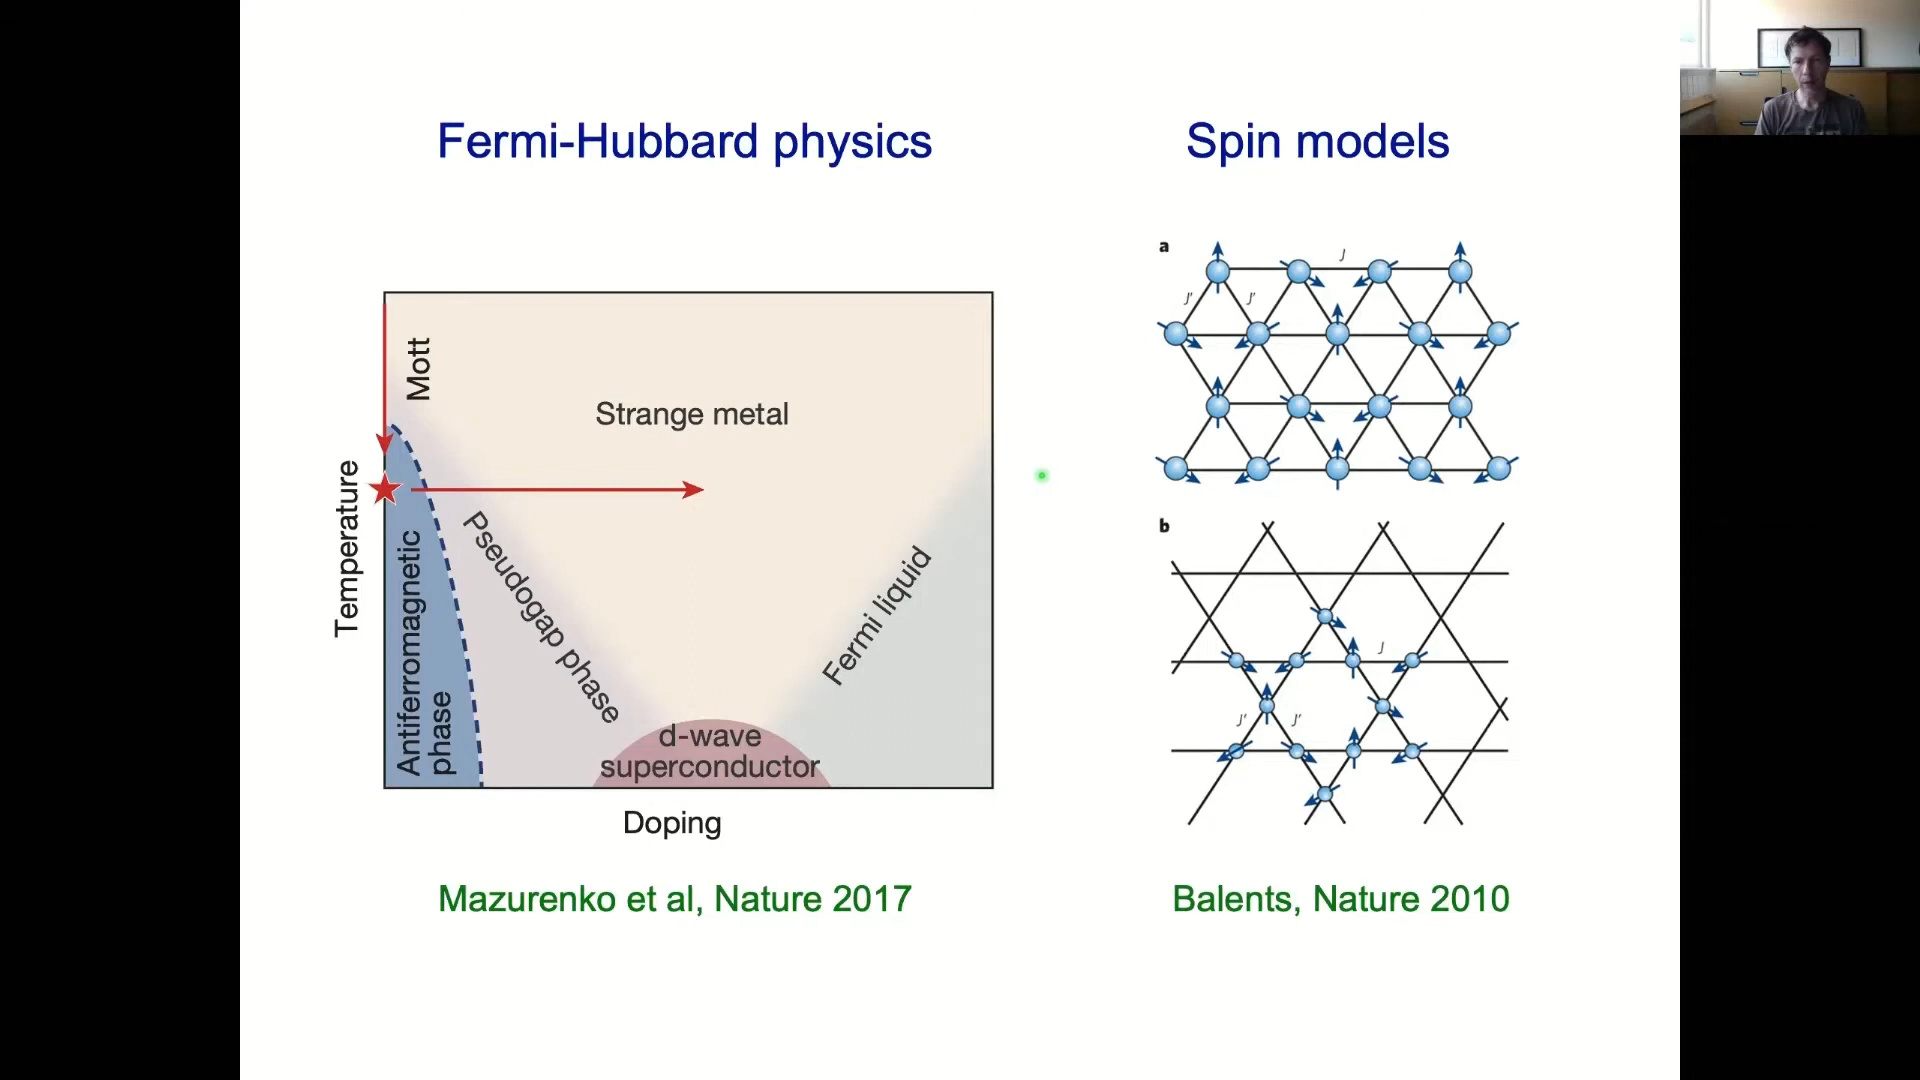 Fermi-Hubbard physics
Spin models
Mott
Strange metal
Temperature
Antiferromagnetic
phase
Pseudogap phase
Fermi liquid
d-wave
superconductor
Doping
Mazurenko et al, Nature 2017
a
J
J'
J'
b
J
J'
J'
Balents, Nature 2010